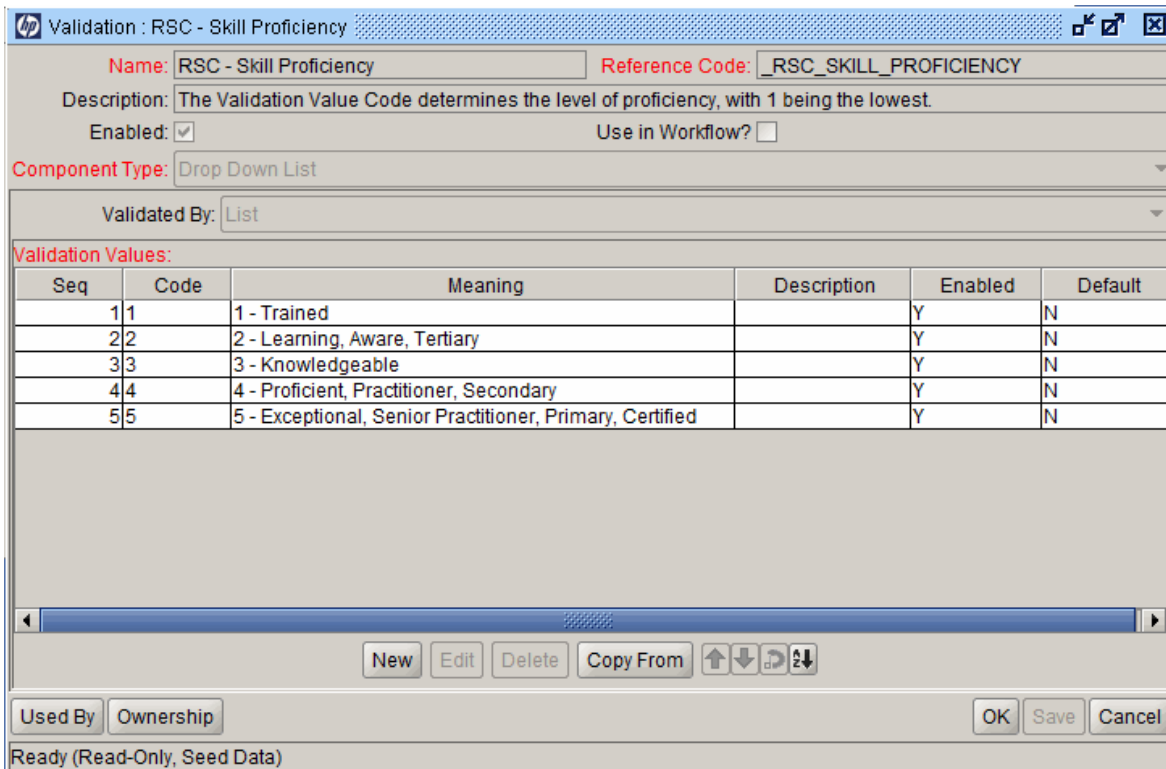 hp Validation : RSC - Skill Proficiency
Name: RSC - Skill Proficiency Reference Code: _RSC_SKILL_PROFICIENCY
Description: The Validation Value Code determines the level of proficiency, with 1 being the lowest.
Enabled: Use in Workflow?
Component Type: Drop Down List
Validated By: List
Validation Values:
Seq Code Meaning Description Enabled Default
1 1 1 - Trained Y N
2 2 2 - Learning, Aware, Tertiary Y N
3 3 3 - Knowledgeable Y N
4 4 4 - Proficient, Practitioner, Secondary Y N
5 5 5 - Exceptional, Senior Practitioner, Primary, Certified Y N
New Edit Delete Copy From
Used By Ownership OK Save Cancel
Ready (Read-Only, Seed Data)